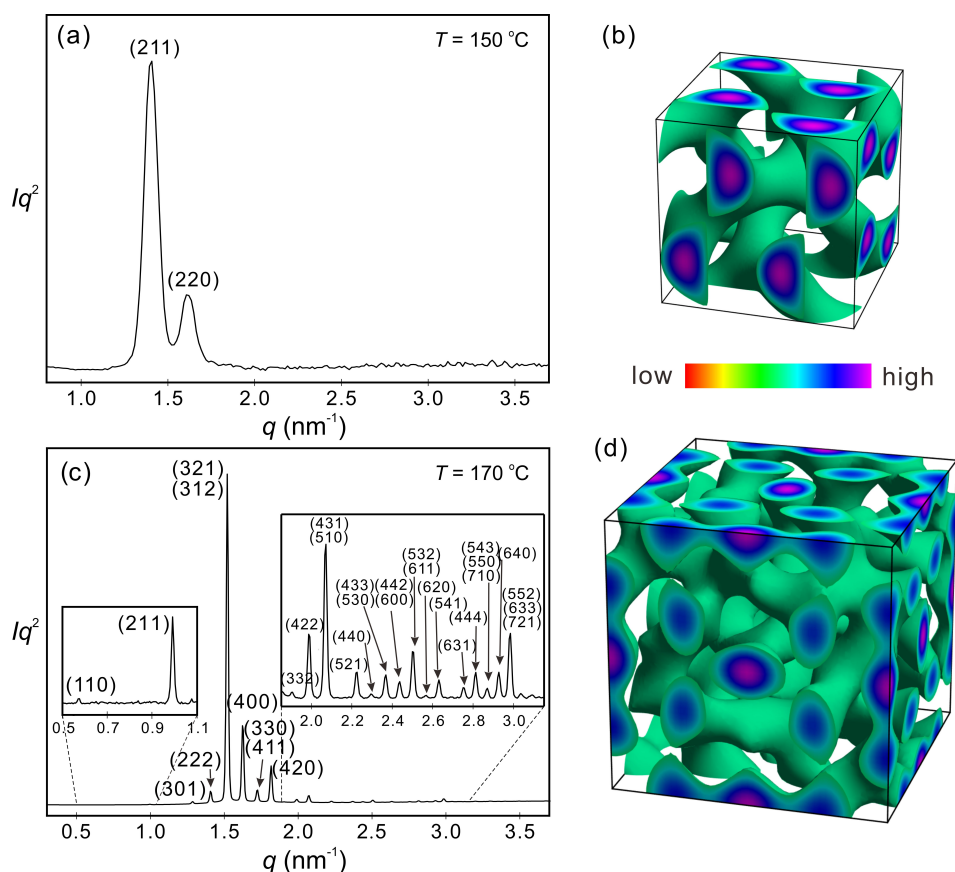 (a)
T = 150 °C
(b)
(211)
(220)
Iq²
1.0 1.5 2.0 2.5 3.0 3.5
q (nm⁻¹)
low high
(c)
T = 170 °C
(d)
(321)
(312)
(431)
(510)
(532)
(611)
(543)
(550)
(710)
(640)
(433)
(530)
(442)
(600)
(620)
(541)
(552)
(633)
(721)
(422)
(440)
(444)
(631)
(332)
(521)
2.0 2.2 2.4 2.6 2.8 3.0
Iq²
(211)
(110)
0.5 0.7 0.9 1.1
(400)
(330)
(411)
(222)
(420)
(301)
0.5 1.0 1.5 2.0 2.5 3.0 3.5
q (nm⁻¹)